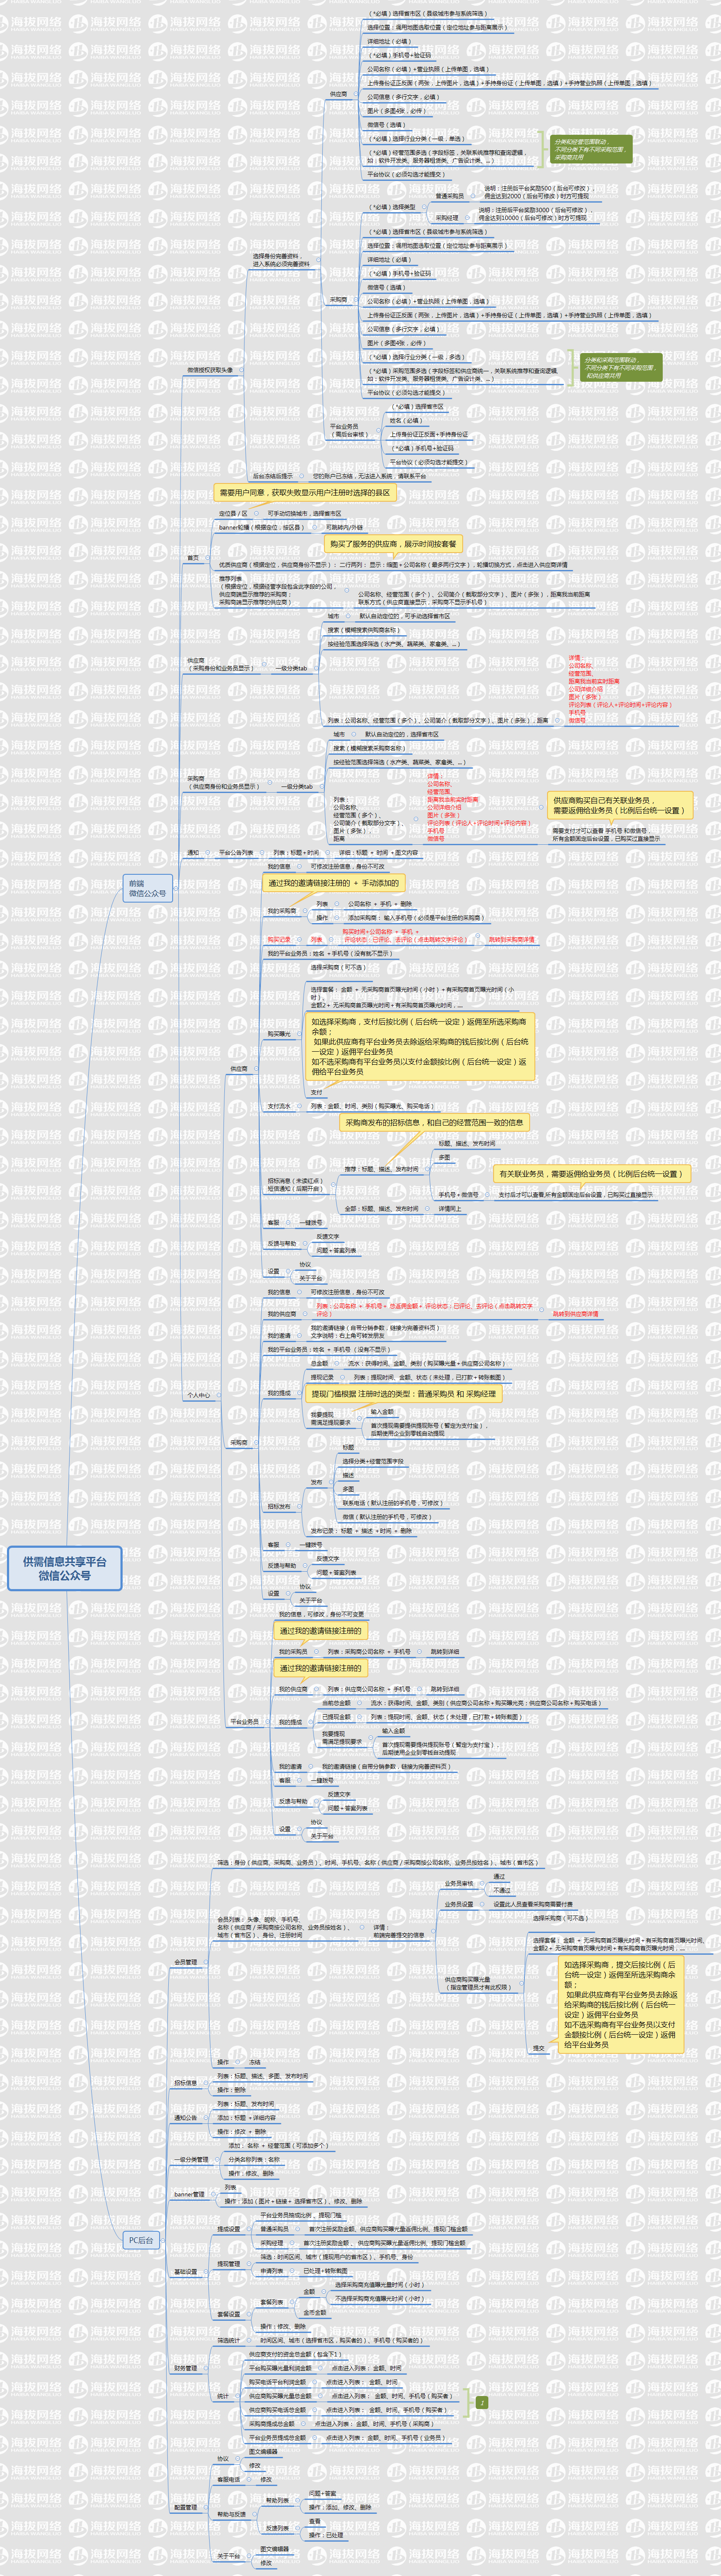 供需信息共享平台
微信公众号
前端
微信公众号
微信授权获取头像
选择身份完善资料，
进入系统必须完善资料
供应商
（*必填）选择省市区（县级城市参与系统筛选）
选择位置：调用地图选取位置（定位地址参与距离展示）
详细地址（必填）
（*必填）手机号+验证码
公司名称（必填）+营业执照（上传单图，选填）
上传身份证正反面（两张，上传图片，选填）+手持身份证（上传单图，选填）+手持营业执照（上传单图，选填）
公司信息（多行文字，必填）
图片（多图4张，必传）
微信号（选填）
（*必填）选择行业分类（一级，单选）
（*必填）经营范围多选（字段标签，关联系统推荐和查询逻辑，
如：软件开发类、服务器租赁类、广告设计类、...）
分类和经营范围联动，
不同分类下有不同采购范围，
采购商共用
平台协议（必须勾选才能提交）
采购商
（*必填）选择类型
普通采购员
说明：注册后平台奖励500（后台可修改），
佣金达到2000（后台可修改）时方可提现
采购经理
说明：注册后平台奖励3000（后台可修改），
佣金达到10000（后台可修改）时方可提现
（*必填）选择省市区（县级城市参与系统筛选）
选择位置：调用地图选取位置（定位地址参与距离展示）
详细地址（必填）
（*必填）手机号+验证码
微信号（选填）
公司名称（必填）+营业执照（上传单图，选填）
上传身份证正反面（两张，上传图片，选填）+手持身份证（上传单图，选填）+手持营业执照（上传单图，选填）
公司信息（多行文字，必填）
图片（多图4张，必传）
（*必填）选择行业分类（一级，多选）
（*必填）采购范围多选（字段标签和供应商统一，关联系统推荐和查询逻辑，
如：软件开发类、服务器租赁类、广告设计类、...）
分类和采购范围联动，
不同分类下有不同采购范围，
和供应商共用
平台协议（必须勾选才能提交）
平台业务员
（需后台审核）
（*必填）选择省市区
姓名（必填）
上传身份证正反面+手持身份证
（*必填）手机号+验证码
平台协议（必须勾选才能提交）
后台冻结后提示
您的账户已冻结，无法进入系统，请联系平台
需要用户同意，获取失败显示用户注册时选择的县区
首页
定位县/区
可手动切换城市，选择省市区
banner轮播（根据定位，按区县）
可跳转内/外链
购买了服务的供应商，展示时间按套餐
优质供应商（根据定位，供应商身份不显示）：二行两列：显示：缩图+公司名称（最多两行文字），轮播切换方式，点击进入供应商详情
推荐列表
（根据定位，根据经营字段包含此字段的公司，
供应商端显示推荐的采购商；
采购商端显示推荐的供应商）
公司名称、经营范围（多个）、公司简介（截取部分文字）、图片（多张），距离我当前距离
联系方式（供应商直接显示，采购商不显示手机号）
供应商
（采购身份和业务员显示）
一级分类tab
城市
默认自动定位的，可手动选择省市区
搜索（模糊搜索供购商名称）
按经验范围选择筛选（水产类、蔬菜类、家禽类、...）
列表：公司名称、经营范围（多个）、公司简介（截取部分文字）、图片（多张），距离
详情：
公司名称、
经营范围、
距离我当前实时距离
公司详细介绍
图片（多张）
评论列表（评论人+评论时间+评论内容）
手机号
微信号
采购商
（供应商身份和业务员显示）
一级分类tab
城市
默认自动定位的，选择省市区
搜索（模糊搜索采购商名称）
按经验范围选择筛选（水产类、蔬菜类、家禽类、...）
列表：
公司名称、
经营范围（多个）、
公司简介（截取部分文字）、
图片（多张），
距离
详情：
公司名称、
经营范围、
距离我当前实时距离
公司详细介绍
图片（多张）
评论列表（评论人+评论时间+评论内容）
手机号
微信号
供应商购买自己有关联业务员，
需要返佣给业务员（比例后台统一设置）
需要支付才可以查看 手机号 和微信号，
所有金额固定后台设置，已购买过直接显示
通知
平台公告列表
列表：标题+时间
详细：标题 + 时间 +图文内容
个人中心
供应商
我的信息
可修改注册信息，身份不可改
通过我的邀请链接注册的 + 手动添加的
我的采购商
列表
公司名称 + 手机 + 删除
操作
添加采购商：输入手机号（必须是平台注册的采购商）
购买记录
列表
购买时间+公司名称 + 手机 +
评论状态：已评论、去评论（点击跳转文字评论）
跳转到采购商详情
我的平台业务员：姓名 +手机号（没有就不显示）
购买曝光
选择采购商（可不选）
选择套餐：金额 + 无采购商首页曝光时间（小时）+有采购商首页曝光时间（小
时），
金额2+ 无采购商首页曝光时间+有采购商首页曝光时间，...
如选择采购商，支付后按比例（后台统一设定）返佣至所选采购商
余额；
如果此供应商有平台业务员去除返给采购商的钱后按比例（后台统
一设定）返佣平台业务员
如不选采购商有平台业务员以支付金额按比例（后台统一设定）返
佣给平台业务员
支付
支付流水
列表：金额、时间、类别（购买曝光、购买电话）
采购商发布的招标信息，和自己的经营范围一致的信息
招标消息（未读红点）
短信通知（后期开启）
推荐：标题、描述、发布时间
标题、描述、发布时间
多图
有关联业务员，需要返佣给业务员（比例后台统一设置）
手机号+微信号
支付后才可以查看,所有金额固定后台设置，已购买过直接显示
全部：标题、描述、发布时间
详情同上
客服
一键拨号
反馈与帮助
反馈文字
问题+答案列表
设置
协议
关于平台
采购商
我的信息
可修改注册信息，身份不可改
我的供应商
列表：公司名称 + 手机号+ 总返佣金额+ 评论状态：已评论、去评论（点击跳转文字
评论）
跳转到供应商详情
我的邀请
我的邀请链接（自带分销参数，链接为完善资料页）
文字说明：右上角可转发朋友
我的平台业务员：姓名 + 手机号 （没有不显示）
我的提成
总金额
流水：获得时间、金额、类别（购买曝光量+供应商公司名称）
提现记录
列表：提现时间、金额、状态（未处理，已打款+转账截图）
提现门槛根据 注册时选的类型：普通采购员 和 采购经理
我要提现
需满足提现要求
输入金额
首次提现需要提供提现账号（暂定为支付宝），
后期使用企业到零钱自动提现
招标发布
发布
标题
选择分类+经营范围字段
描述
多图
联系电话（默认注册的手机号，可修改）
微信（默认注册的手机号，可修改）
发布记录：标题 + 描述 +时间 + 删除
客服
一键拨号
反馈与帮助
反馈文字
问题+答案列表
设置
协议
关于平台
平台业务员
我的信息，可修改，身份不可变更
通过我的邀请链接注册的
我的采购员
列表：采购商公司名称 + 手机号
跳转到详细
通过我的邀请链接注册的
我的供应商
列表：供应商公司名称 + 手机号
跳转到详细
我的提成
当前总金额
流水：获得时间、金额、类别（供应商公司名称+购买曝光亮；供应商公司名称+购买电话）
已提现金额
列表：提现时间、金额、状态（未处理，已打款+转账截图）
我要提现
需满足提现要求
输入金额
首次提现需要提供提现账号（暂定为支付宝），
后期使用企业到零钱自动提现
我的邀请
我的邀请链接（自带分销参数，链接为完善资料页）
客服
一键拨号
反馈与帮助
反馈文字
问题+答案列表
设置
协议
关于平台
PC后台
会员管理
筛选：身份（供应商、采购商、业务员）、时间、手机号、名称（供应商/采购商按公司名称、业务员按姓名）、城市（省市区）
会员列表：头像、昵称、手机号、
名称（供应商/采购商按公司名称、业务员按姓名）、
城市（省市区）、身份、注册时间
详情：
前端完善提交的信息
业务员审核
通过
不通过
业务员设置
设置此人员查看采购商需要付费
供应商购买曝光量
（指定管理员才有此权限）
选择采购商（可不选）
选择套餐：金额 + 无采购商首页曝光时间+有采购商首页曝光时间、
金额2+ 无采购商首页曝光时间+有采购商首页曝光时间，...
如选择采购商，提交后按比例（后
台统一设定）返佣至所选采购商余
额；
如果此供应商有平台业务员去除返
给采购商的钱后按比例（后台统一
设定）返佣平台业务员
如不选采购商有平台业务员以支付
金额按比例（后台统一设定）返佣
给平台业务员
提交
操作
冻结
招标信息
列表：标题、描述、多图、发布时间
操作：删除
通知公告
列表：标题、发布时间
添加：标题 +详细内容
操作：修改 + 删除
一级分类管理
添加： 名称 + 经营范围（可添加多个）
分类名称列表：名称
操作：修改、删除
banner管理
列表
操作：添加（图片+链接+ 选择省市区）、修改、删除
基础设置
提成设置
平台业务员抽成比例 、提现门槛
普通采购员
首次注册奖励金额、供应商购买曝光量返佣比例、提现门槛金额
采购经理
首次注册奖励金额 、供应商购买曝光量返佣比例、提现门槛金额
提现管理
筛选：时间区间、城市（提现用户的省市区）、手机号、身份
申请列表
已处理+转账截图
套餐设置
套餐列表
金额
选择采购商充值曝光量时间（小时）
不选择采购商充值曝光时间（小时）
金币金额
操作：修改、删除
财务管理
筛选统计
时间区间、城市（选择省市区，购买者的）、手机号（购买者的）
统计
供应商支付的资金总金额（包含下1）
平台购买曝光量利润金额
点击进入列表： 金额、时间
购买电话平台利润金额
点击进入列表： 金额、时间
供应商购买曝光量总金额
点击进入列表： 金额、时间、手机号（购买者）
供应商购买电话总金额
点击进入列表： 金额、时间、手机号（购买者）
1
采购商提成总金额
点击进入列表： 金额、时间、手机号（采购商）
平台业务员提成总金额
点击进入列表： 金额、时间、手机号（业务员）
配置管理
协议
图文编辑器
修改
客服电话
修改
帮助与反馈
帮助列表
问题+答案
操作：添加、修改、删除
反馈列表
查看
操作：已处理
关于平台
图文编辑器
修改
海拔网络